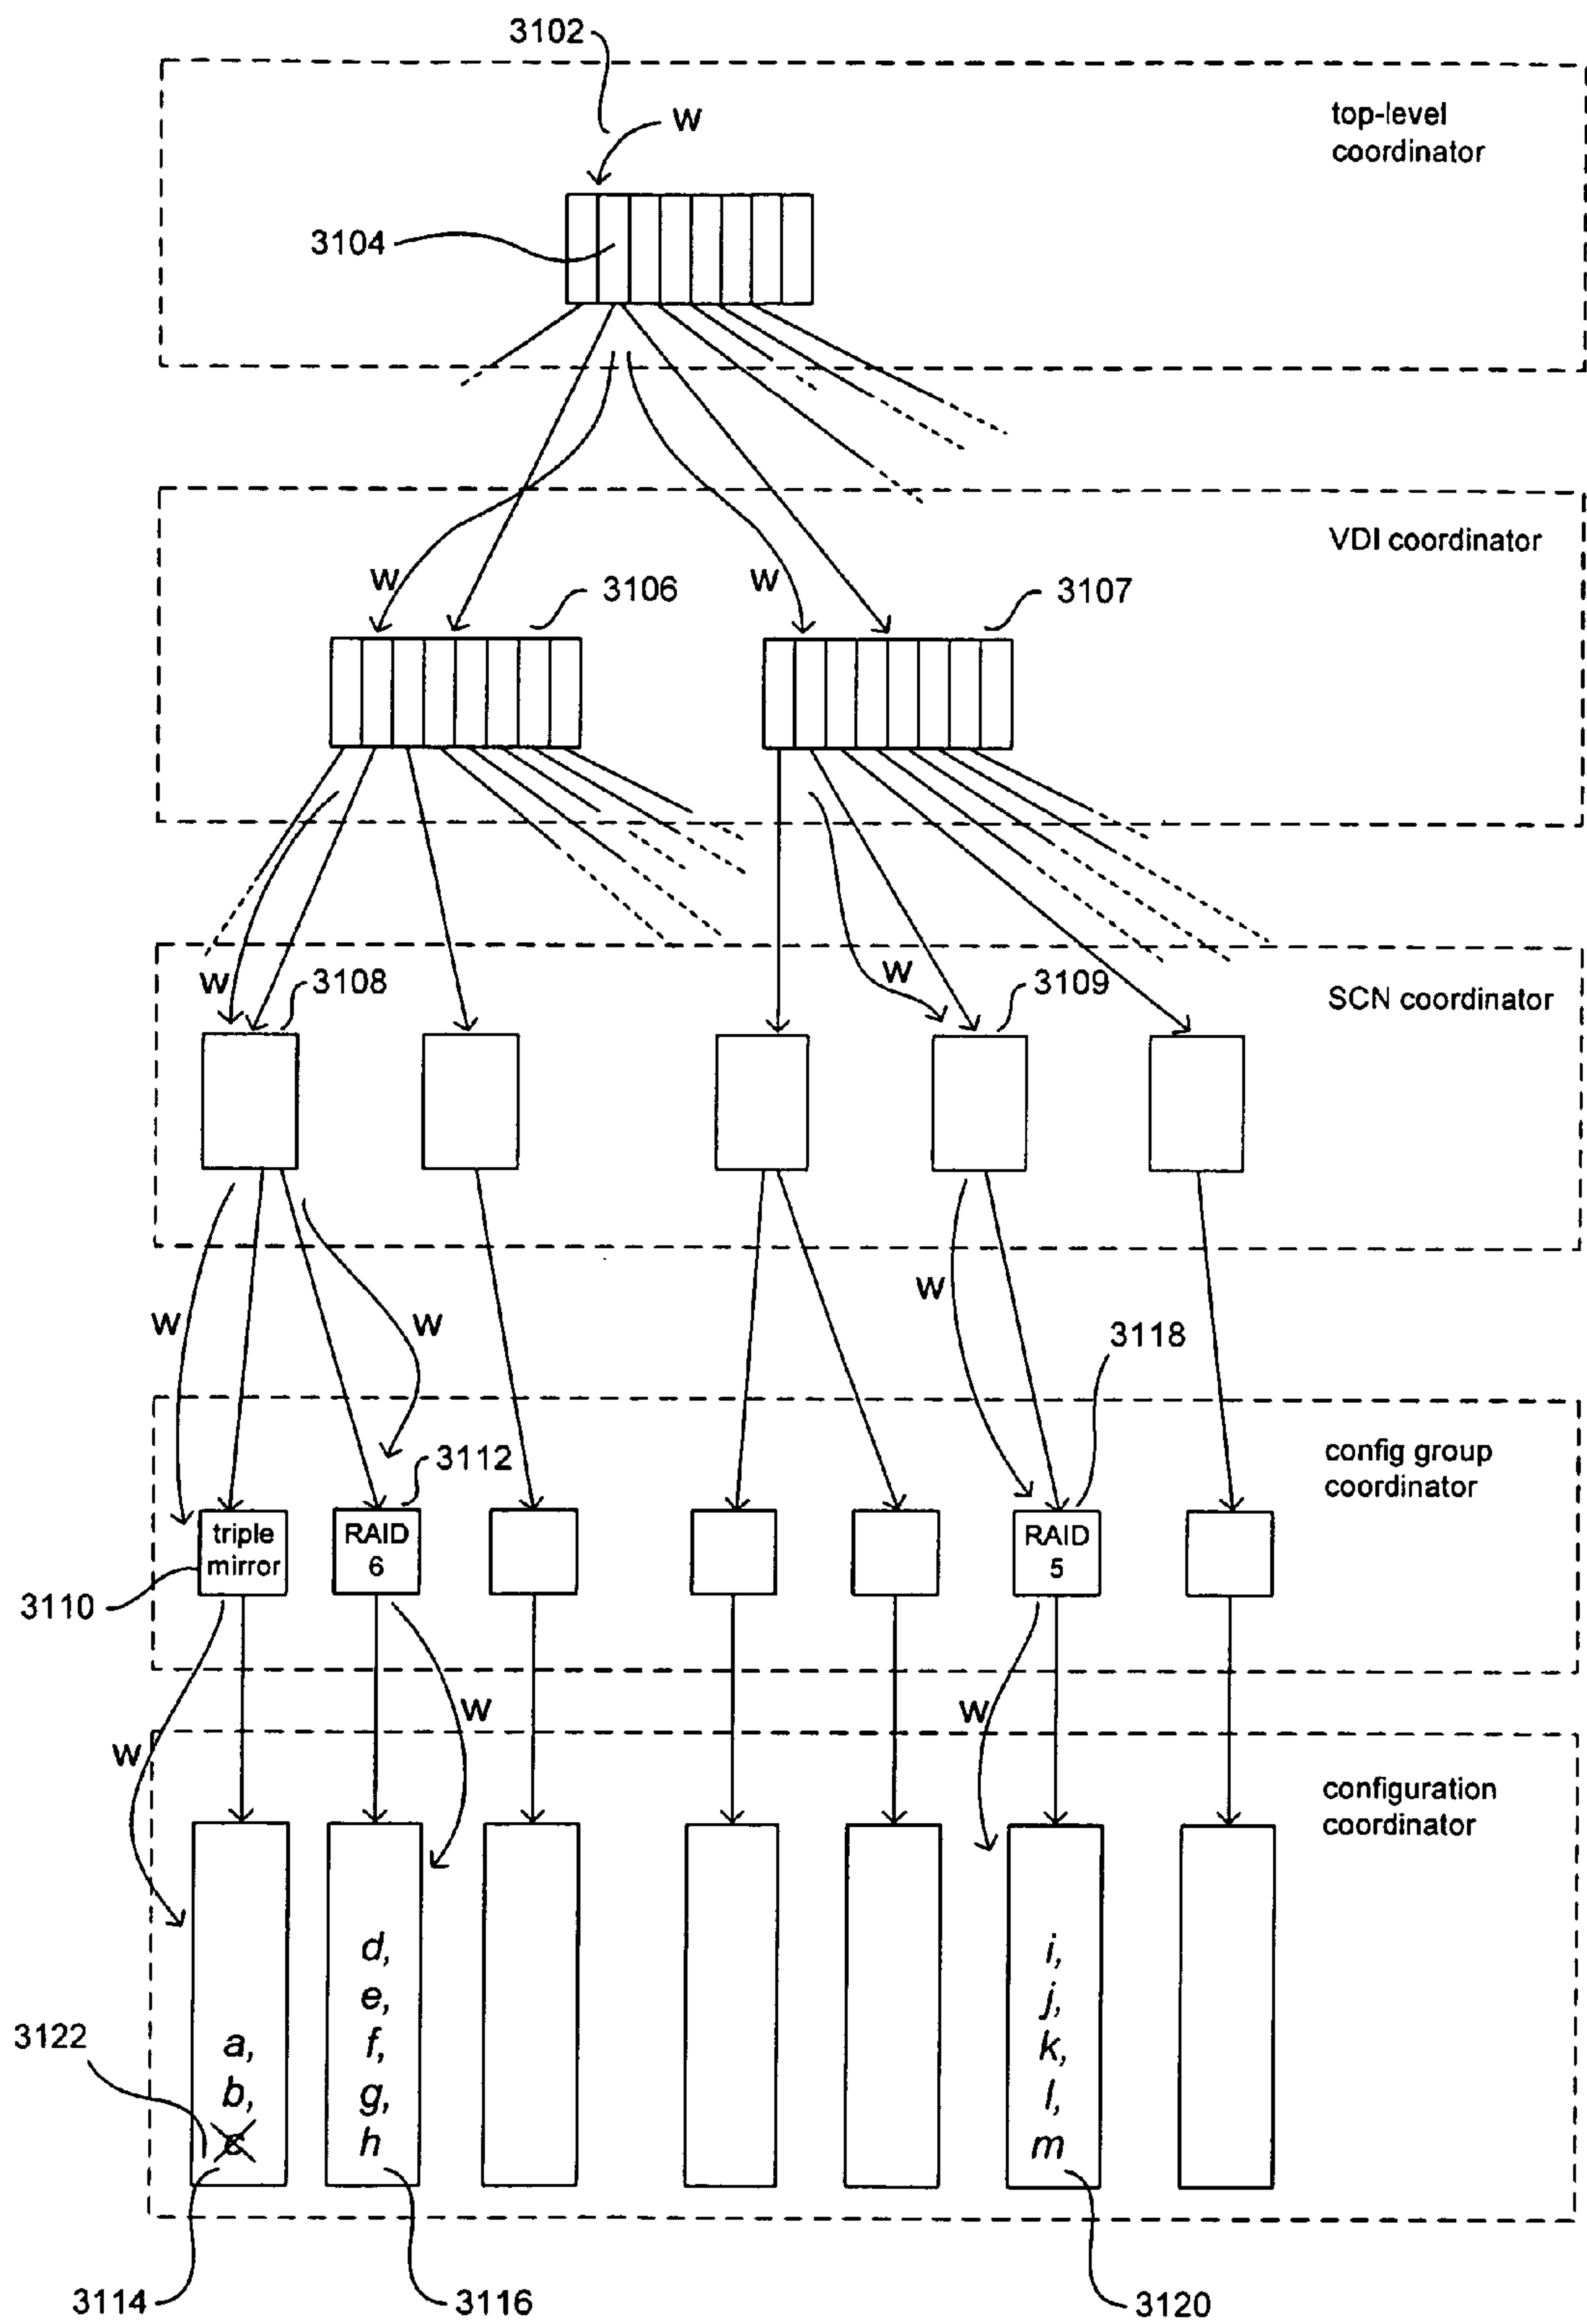 3102
W
top-level
coordinator
3104
VDI coordinator
W
3106
W
3107
W
3108
W
3109
SCN coordinator
W
W
W
3118
3112
config group
coordinator
triple
mirror
RAID
6
RAID
5
3110
W
W
W
configuration
coordinator
d,
e,
f,
g,
h
i,
j,
k,
l,
m
3122
a,
b,
c
3114
3116
3120